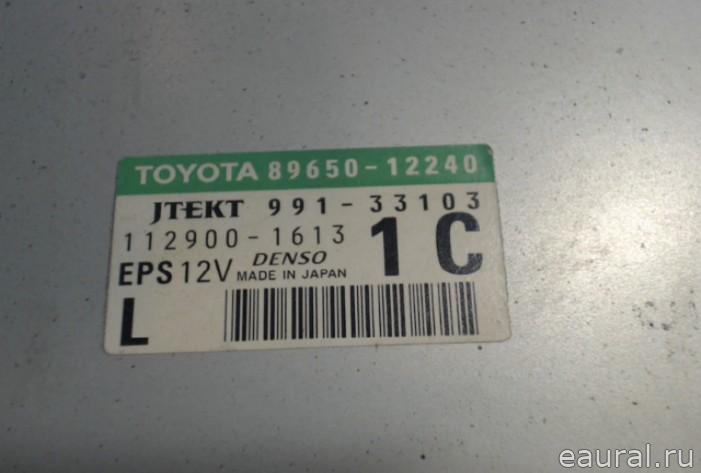 TOYOTA 89650-12240
JTEKT 991-33103
112900-1613 1C
DENSO
EPS 12V MADE IN JAPAN
L
eaural.ru